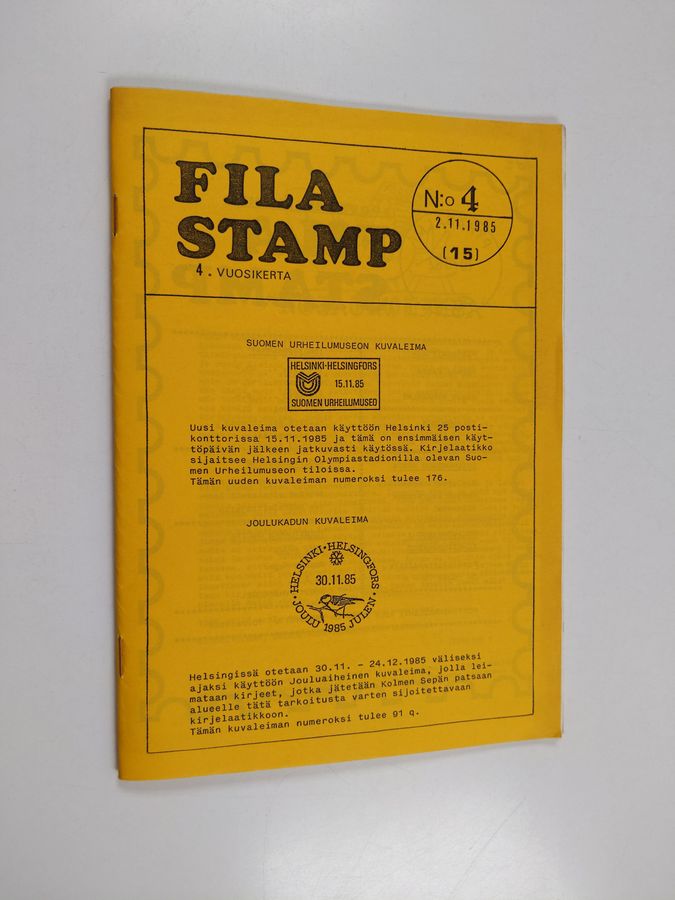 FILA
STAMP
4. VUOSIKERTA
N:o 4
2.11.1985
(15)
SUOMEN URHEILUMUSEON KUVALEIMA
HELSINKI-HELSINGFORS
15.11.85
SUOMEN URHEILUMUSEO
Uusi kuvaleima otetaan käyttöön Helsinki 25 posti-
konttorissa 15.11.1985 ja tämä on ensimmäisen käyt-
töpäivän jälkeen jatkuvasti käytössä. Kirjelaatikko
sijaitsee Helsingin Olympiastadionilla olevan Suo-
men Urheilumuseon tiloissa.
Tämän uuden kuvaleiman numeroksi tulee 176.
JOULUKADUN KUVALEIMA
HELSINKI·HELSINGFORS
30.11.85
JOULU 1985 JULEN
Helsingissä otetaan 30.11. - 24.12.1985 väliseksi
ajaksi käyttöön Jouluaiheinen kuvaleima, jolla lei-
mataan kirjeet, jotka jätetään Kolmen Sepän patsaan
alueelle tätä tarkoitusta varten sijoitettavaan
kirjelaatikkoon.
Tämän kuvaleiman numeroksi tulee 91 q.